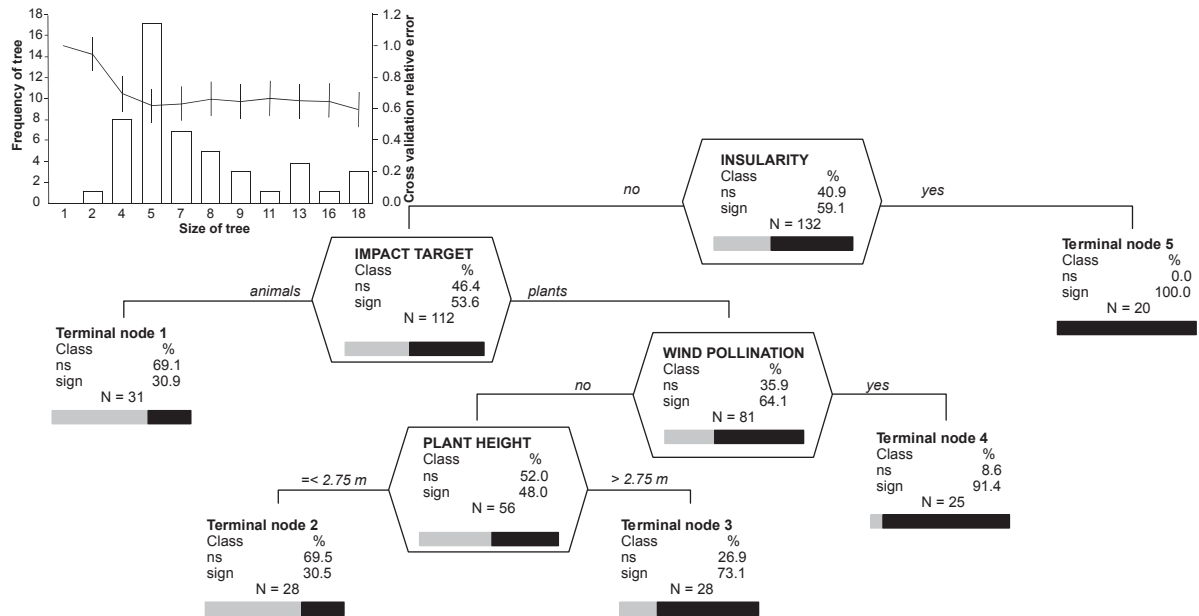 18
16
14
12
10
8
6
4
2
0
Frequency of tree
1.2
1.0
0.8
0.6
0.4
0.2
0.0
Cross validation relative error
1 2 4 5 7 8 9 11 13 16 18
Size of tree
INSULARITY
Class %
ns 40.9
sign 59.1
N = 132
no
yes
IMPACT TARGET
Class %
ns 46.4
sign 53.6
N = 112
Terminal node 5
Class %
ns 0.0
sign 100.0
N = 20
animals
plants
Terminal node 1
Class %
ns 69.1
sign 30.9
N = 31
WIND POLLINATION
Class %
ns 35.9
sign 64.1
N = 81
no
yes
PLANT HEIGHT
Class %
ns 52.0
sign 48.0
N = 56
Terminal node 4
Class %
ns 8.6
sign 91.4
N = 25
=< 2.75 m
> 2.75 m
Terminal node 2
Class %
ns 69.5
sign 30.5
N = 28
Terminal node 3
Class %
ns 26.9
sign 73.1
N = 28